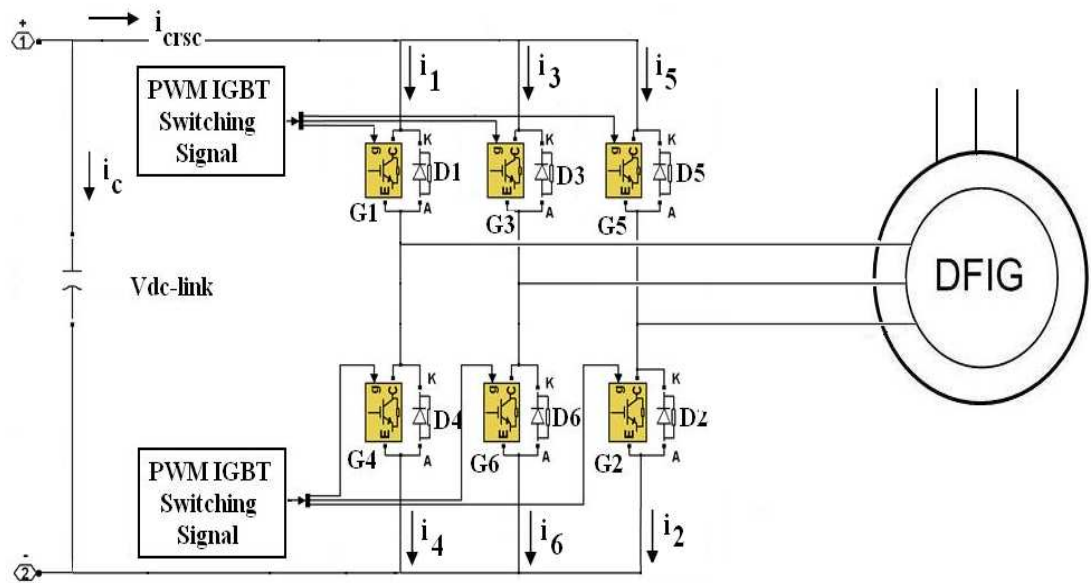 +
1
i crsc
i 1
i 3
i 5
PWM IGBT
Switching
Signal
i c
K
K
K
g C
g C
g C
E
E
E
D1
D3
D5
G1
A
G3
A
G5
A
Vdc-link
DFIG
K
K
K
g C
g C
g C
E
E
E
D4
D6
D2
G4
A
G6
A
G2
A
PWM IGBT
Switching
Signal
i 4
i 6
i 2
-
2